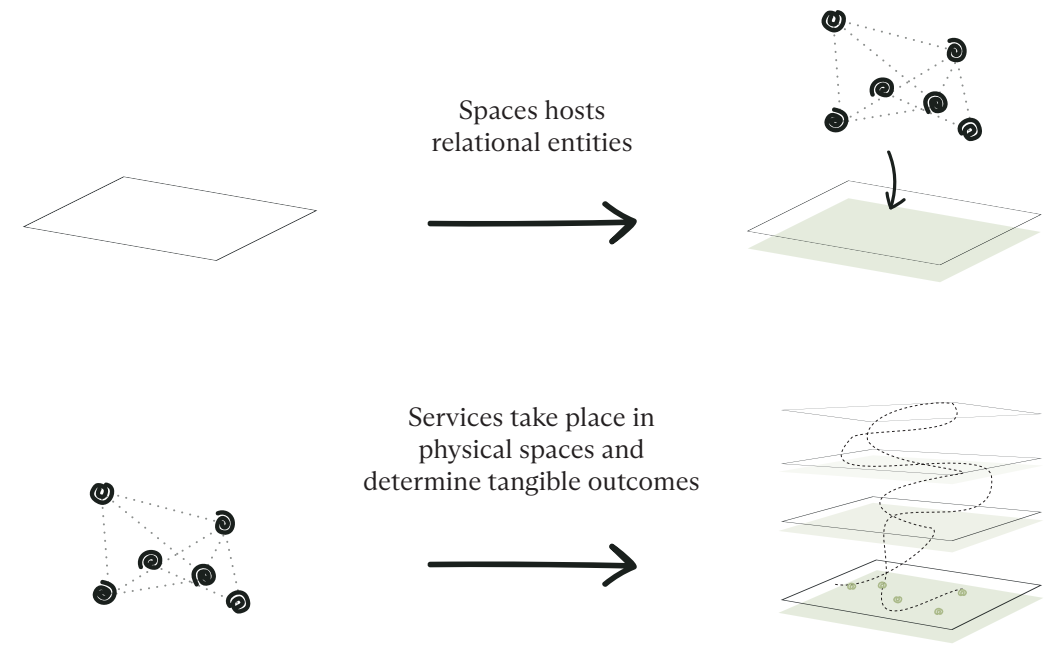 Spaces hosts
relational entities
Services take place in
physical spaces and
determine tangible outcomes